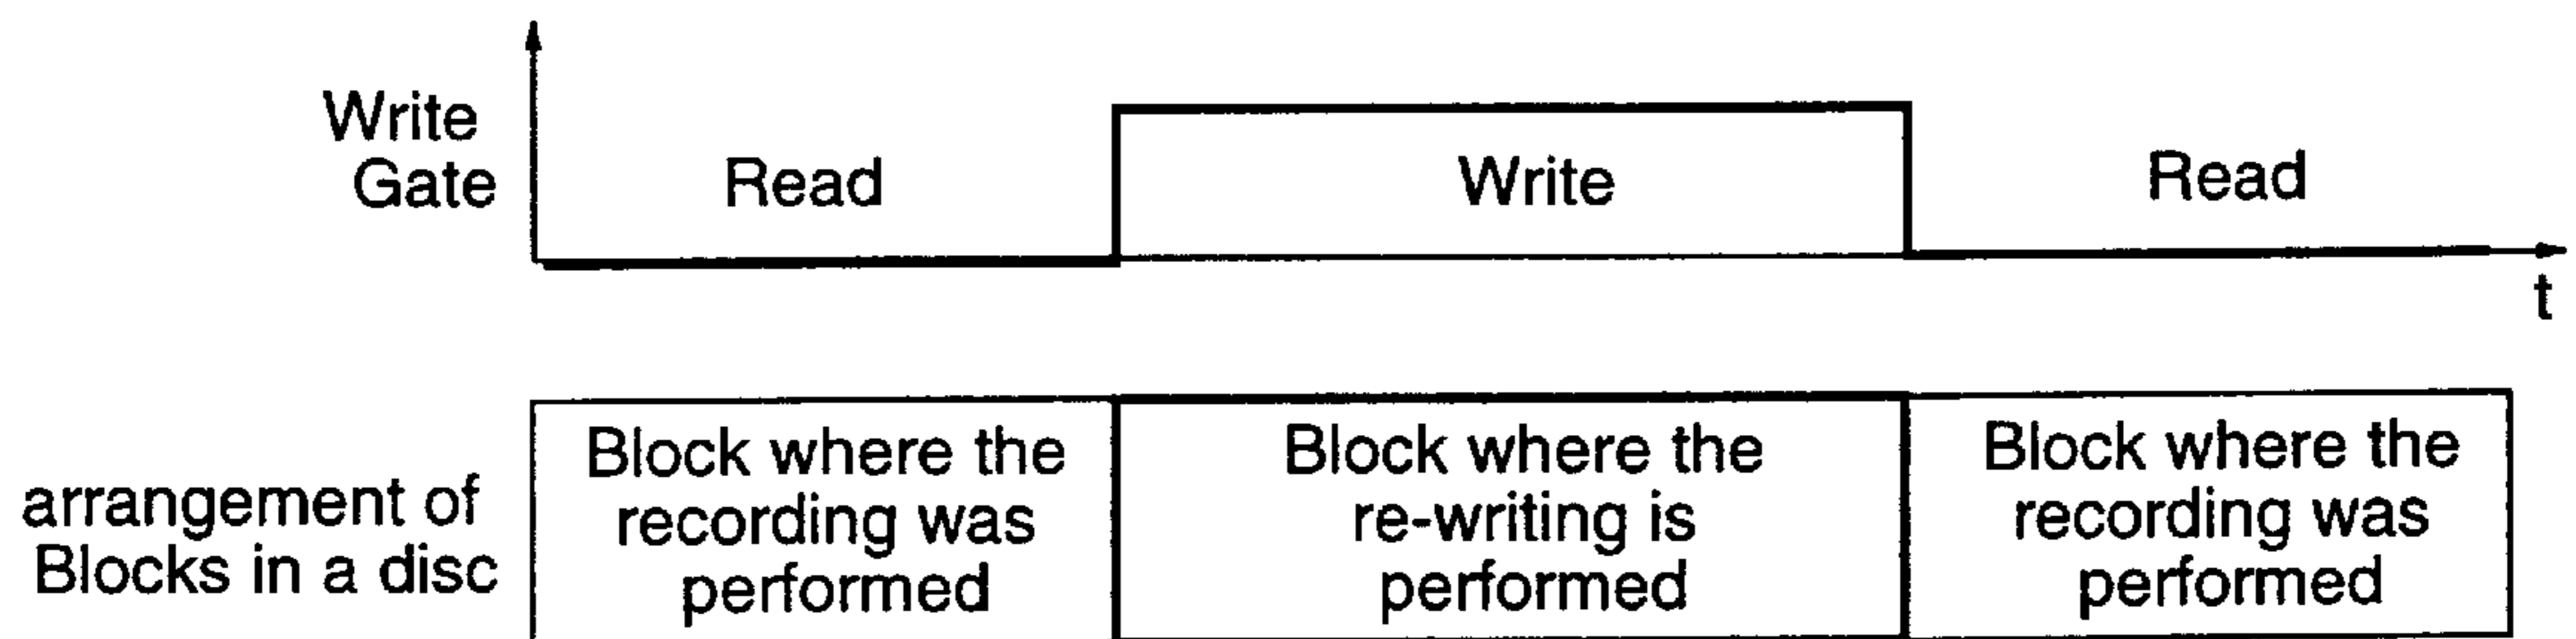 Write
Gate
Read
Write
Read
t
arrangement of
Blocks in a disc
Block where the
recording was
performed
Block where the
re-writing is
performed
Block where the
recording was
performed